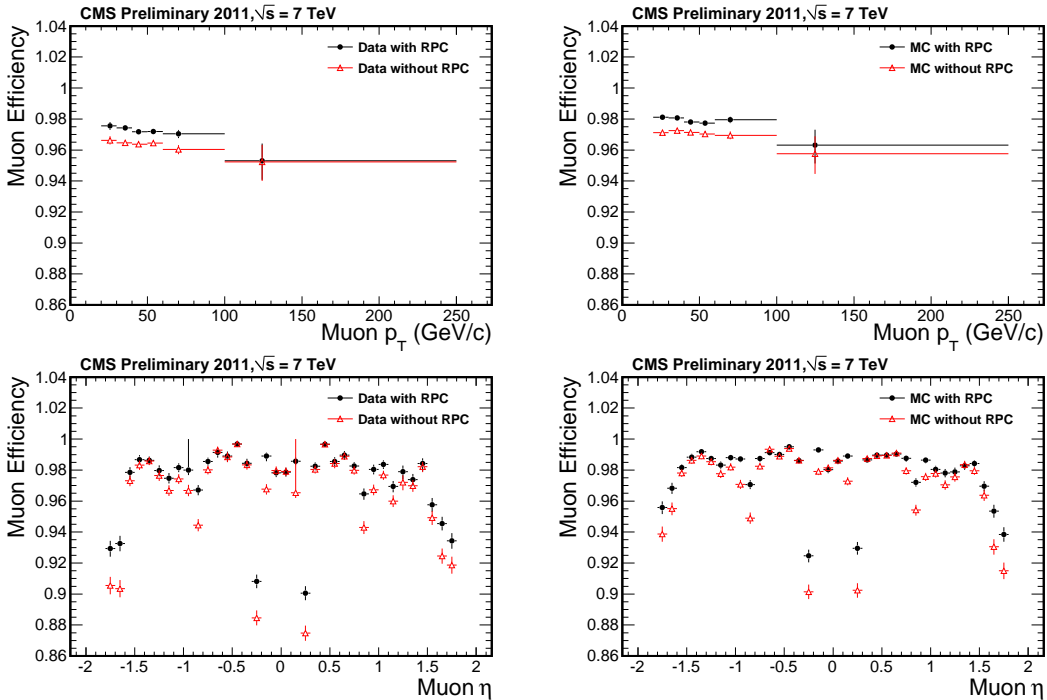 CMS Preliminary 2011,√s = 7 TeV
Muon Efficiency
1.04
1.02
1
0.98
0.96
0.94
0.92
0.9
0.88
0.86
Data with RPC
Data without RPC
0 50 100 150 200 250
Muon pT (GeV/c)
CMS Preliminary 2011,√s = 7 TeV
Muon Efficiency
1.04
1.02
1
0.98
0.96
0.94
0.92
0.9
0.88
0.86
MC with RPC
MC without RPC
0 50 100 150 200 250
Muon pT (GeV/c)
CMS Preliminary 2011,√s = 7 TeV
Muon Efficiency
1.04
1.02
1
0.98
0.96
0.94
0.92
0.9
0.88
0.86
Data with RPC
Data without RPC
-2 -1.5 -1 -0.5 0 0.5 1 1.5 2
Muon η
CMS Preliminary 2011,√s = 7 TeV
Muon Efficiency
1.04
1.02
1
0.98
0.96
0.94
0.92
0.9
0.88
0.86
MC with RPC
MC without RPC
-2 -1.5 -1 -0.5 0 0.5 1 1.5 2
Muon η